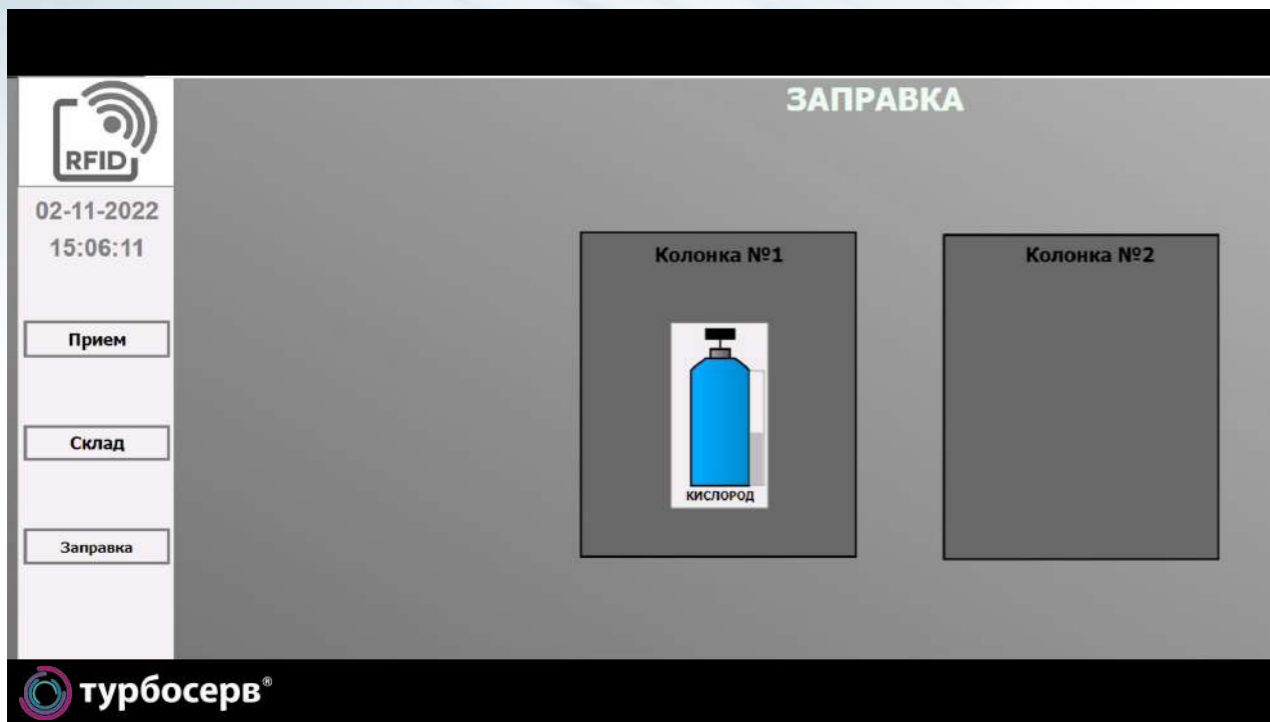 ЗАПРАВКА
RFID
02-11-2022
15:06:11
Колонка №1
Колонка №2
Прием
Склад
КИСЛОРОД
Заправка
турбосерв®